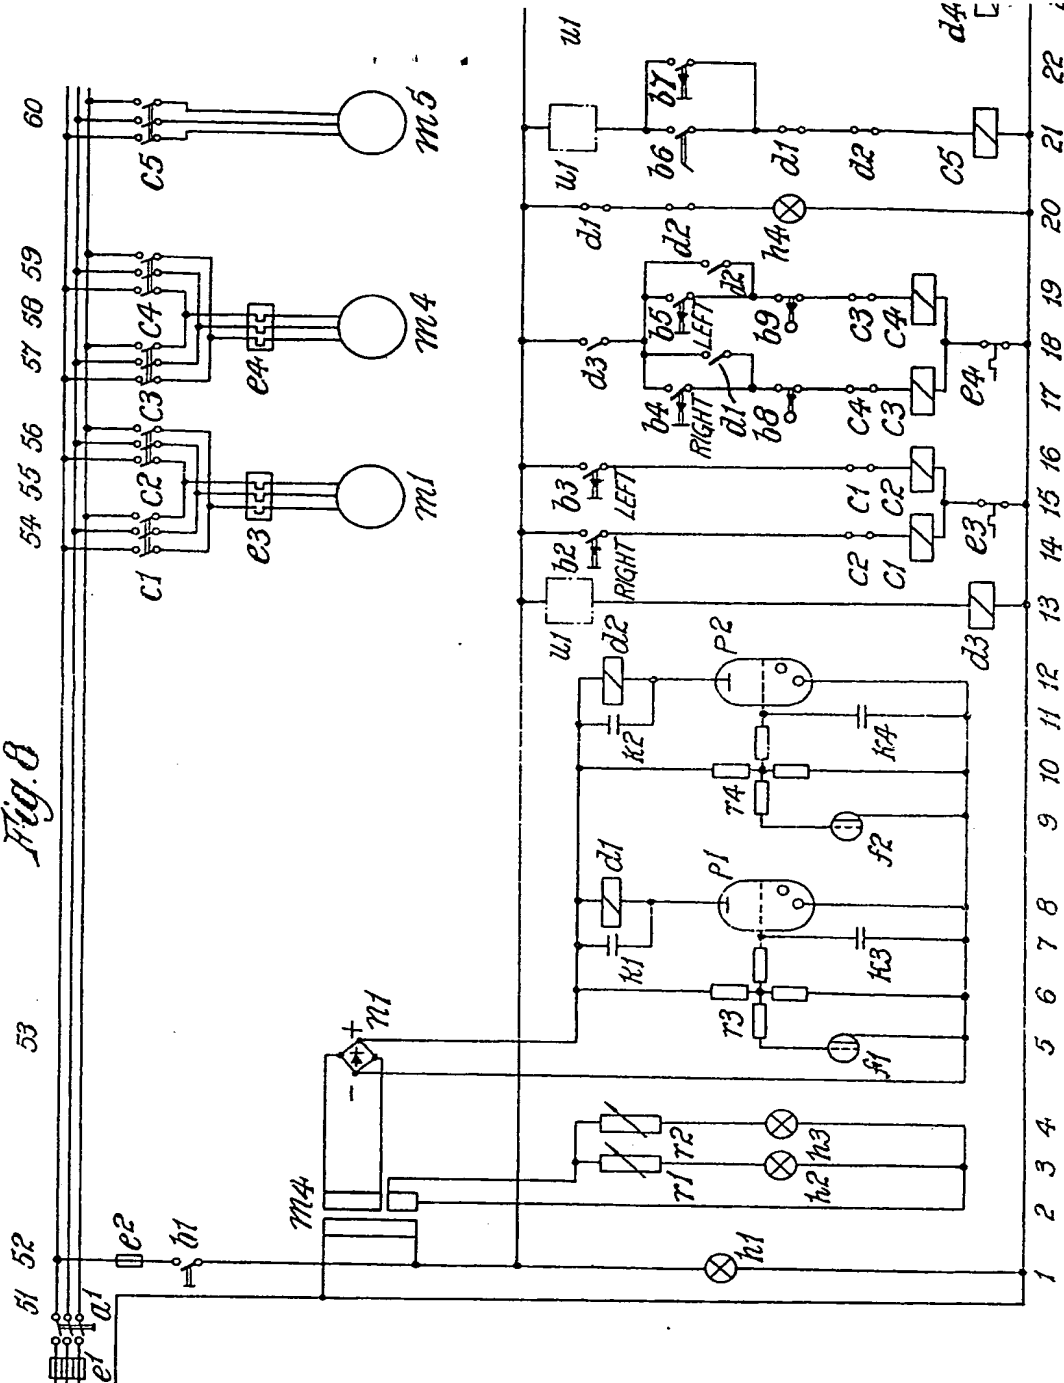 Fig. 8
51 52 53 54 55 56 57 58 59 60
e1 a1
e2
b1
m4
n1
- +
c1 c2 c3 c4 c5
e3 e4
m1 m4 m5
u1 u1 u1
h1
r1 r2
h2 h3
K1 d1
K2 d2
r3 P1
r4 P2
f1 K3
f2 K4
d3
b2 RIGHT
b3 LEFT
c2 c1
c1 c2
e3
d3
b4 RIGHT
d1
b5 LEFT
d2
b8 b9
c4 c3
c3 c4
e4
d1 d2 h4
b6 b7
d1 d2
c5
d4
1 2 3 4 5 6 7 8 9 10 11 12 13 14 15 16 17 18 19 20 21 22